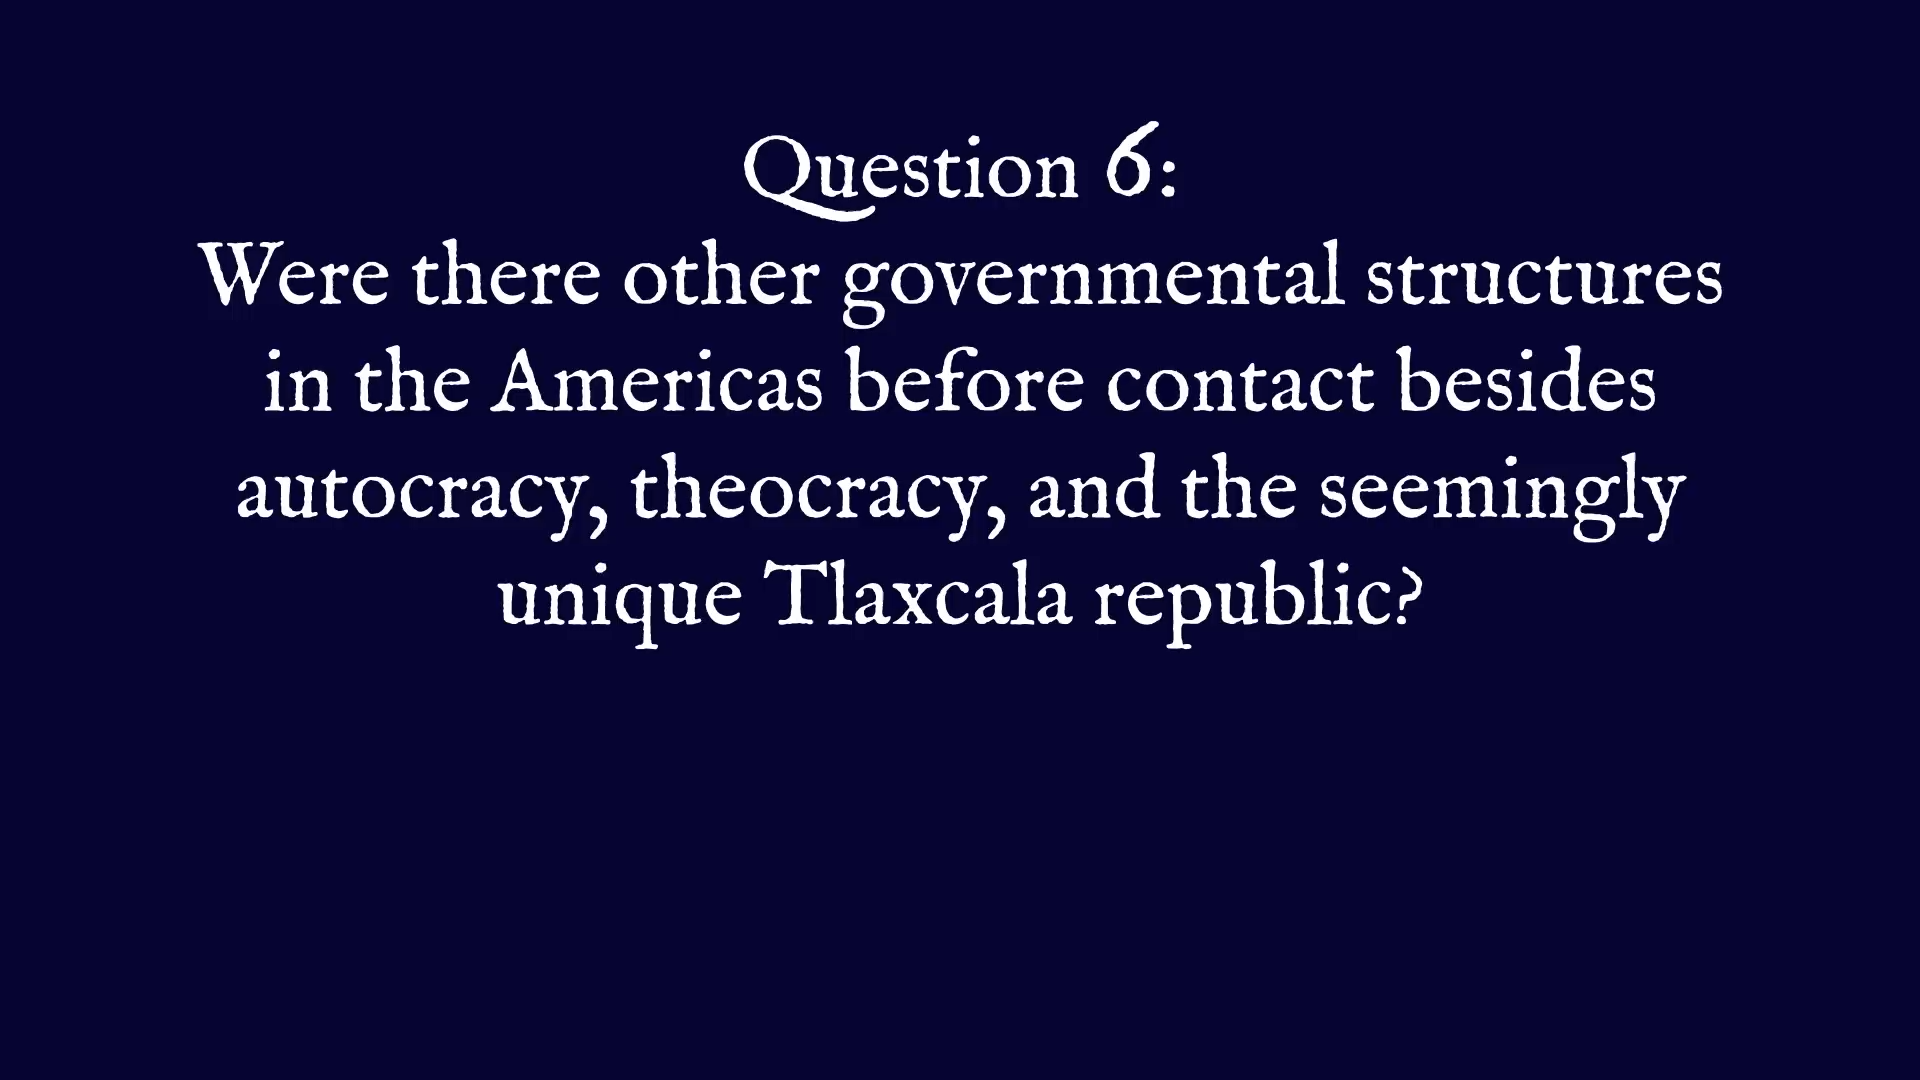 Question 6:
Were there other governmental structures
in the Americas before contact besides
autocracy, theocracy, and the seemingly
unique Tlaxcala republic?